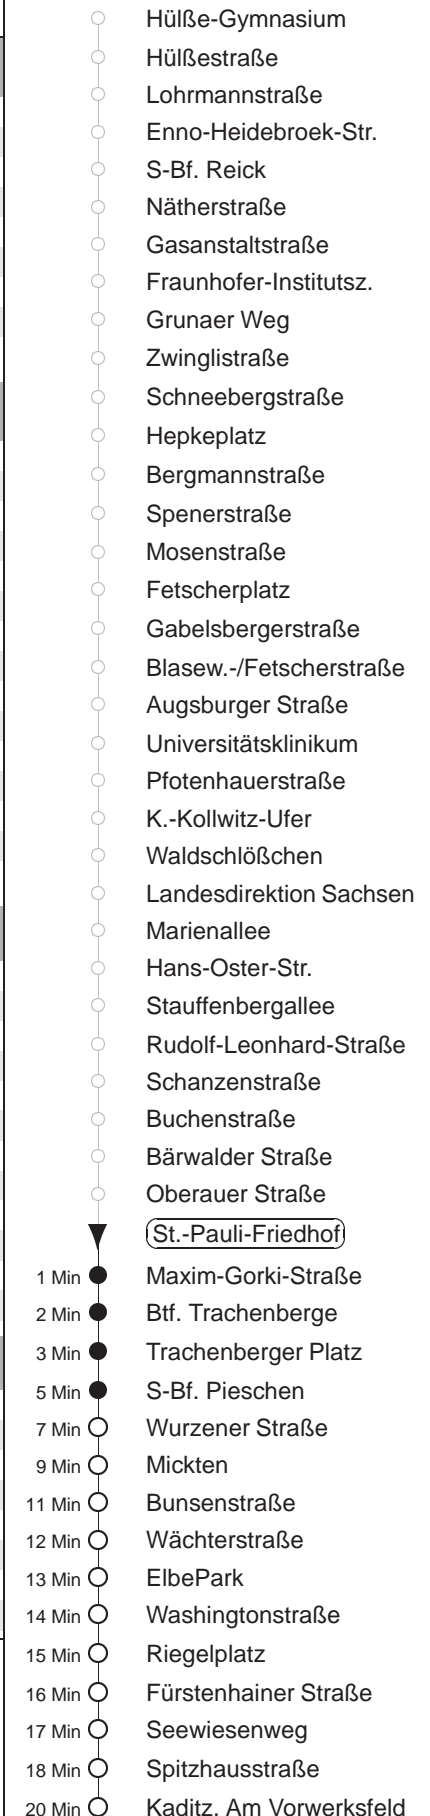 Hülße-Gymnasium
Hülßestraße
Lohrmannstraße
Enno-Heidebroek-Str.
S-Bf. Reick
Nätherstraße
Gasanstaltstraße
Fraunhofer-Institutsz.
Grunaer Weg
Zwinglistraße
Schneebergstraße
Hepkeplatz
Bergmannstraße
Spenerstraße
Mosenstraße
Fetscherplatz
Gabelsbergerstraße
Blasew.-/Fetscherstraße
Augsburger Straße
Universitätsklinikum
Pfotenhauerstraße
K.-Kollwitz-Ufer
Waldschlößchen
Landesdirektion Sachsen
Marienallee
Hans-Oster-Str.
Stauffenbergallee
Rudolf-Leonhard-Straße
Schanzenstraße
Buchenstraße
Bärwalder Straße
Oberauer Straße
St.-Pauli-Friedhof
1 Min Maxim-Gorki-Straße
2 Min Btf. Trachenberge
3 Min Trachenberger Platz
5 Min S-Bf. Pieschen
7 Min Wurzener Straße
9 Min Mickten
11 Min Bunsenstraße
12 Min Wächterstraße
13 Min ElbePark
14 Min Washingtonstraße
15 Min Riegelplatz
16 Min Fürstenhainer Straße
17 Min Seewiesenweg
18 Min Spitzhausstraße
20 Min Kaditz, Am Vorwerksfeld